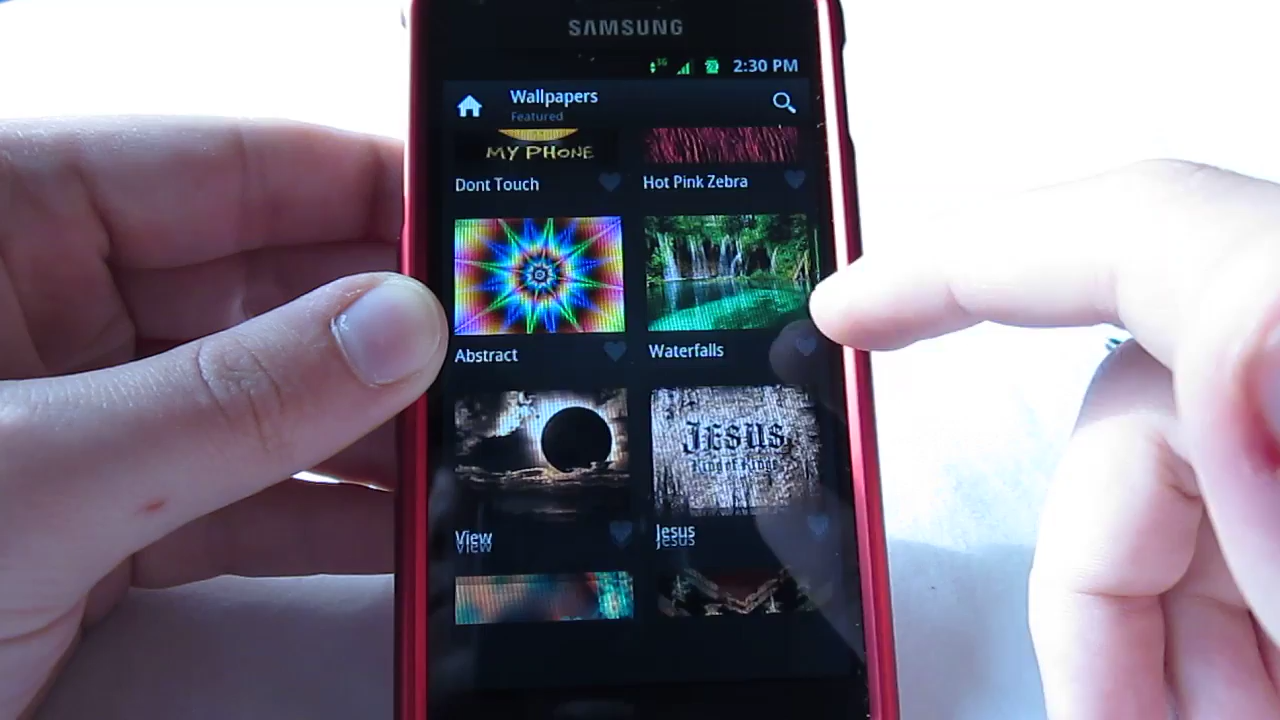 SAMSUNG
3G 2:30 PM
Wallpapers
Featured
MY PHONE
Dont Touch
Hot Pink Zebra
Abstract
Waterfalls
JESUS
King of Kings
View
Jesus